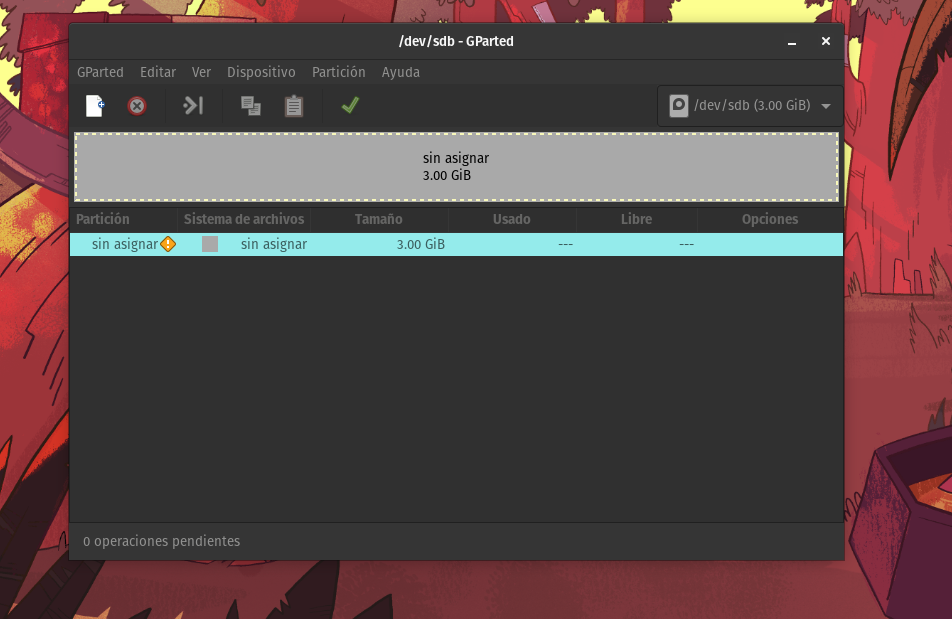 /dev/sdb - GParted
GParted Editar Ver Dispositivo Partición Ayuda
/dev/sdb (3.00 GiB)
sin asignar
3.00 GiB
Partición Sistema de archivos Tamaño Usado Libre Opciones
sin asignar sin asignar 3.00 GiB --- ---
0 operaciones pendientes